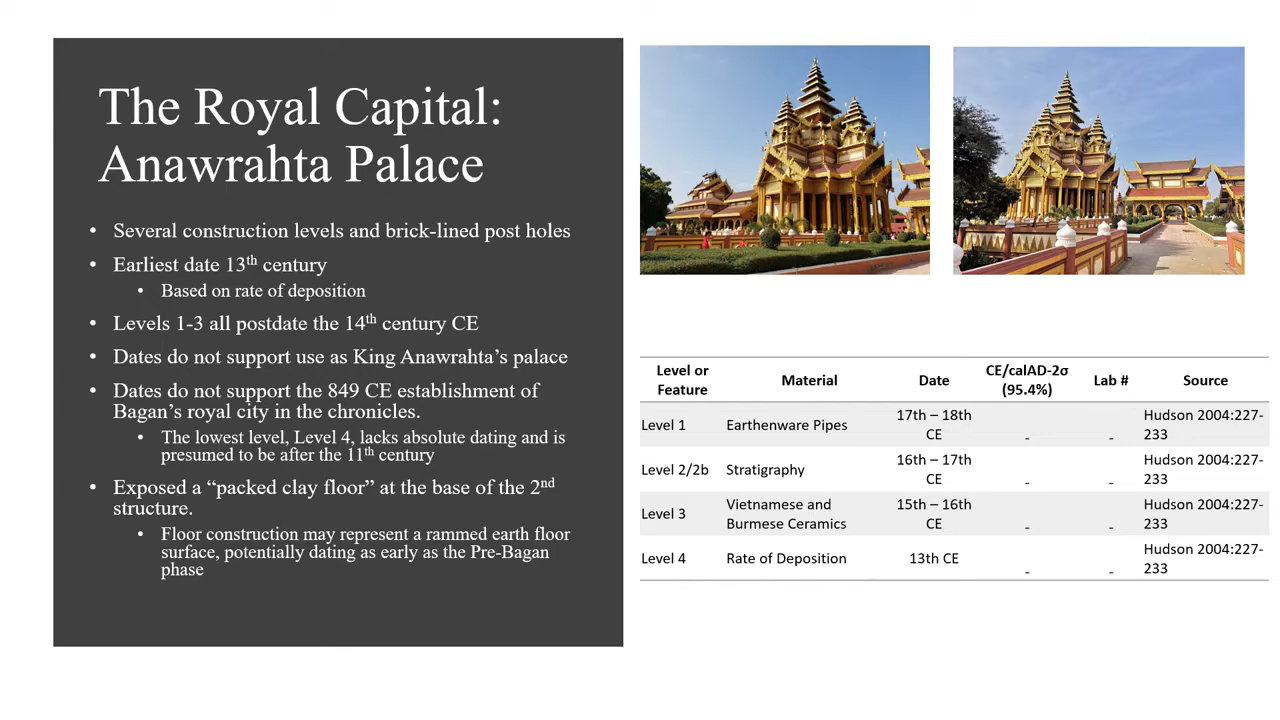 The Royal Capital:
Anawrahta Palace
• Several construction levels and brick-lined post holes
• Earliest date 13th century
• Based on rate of deposition
• Levels 1-3 all postdate the 14th century CE
• Dates do not support use as King Anawrahta's palace
• Dates do not support the 849 CE establishment of
Bagan's royal city in the chronicles.
• The lowest level, Level 4, lacks absolute dating and is
presumed to be after the 11th century
• Exposed a “packed clay floor” at the base of the 2nd
structure.
• Floor construction may represent a rammed earth floor
surface, potentially dating as early as the Pre-Bagan
phase
Level or Feature Material Date CE/calAD-2σ (95.4%) Lab # Source
Level 1 Earthenware Pipes 17th – 18th CE - - Hudson 2004:227-233
Level 2/2b Stratigraphy 16th – 17th CE - - Hudson 2004:227-233
Level 3 Vietnamese and Burmese Ceramics 15th – 16th CE - - Hudson 2004:227-233
Level 4 Rate of Deposition 13th CE - - Hudson 2004:227-233